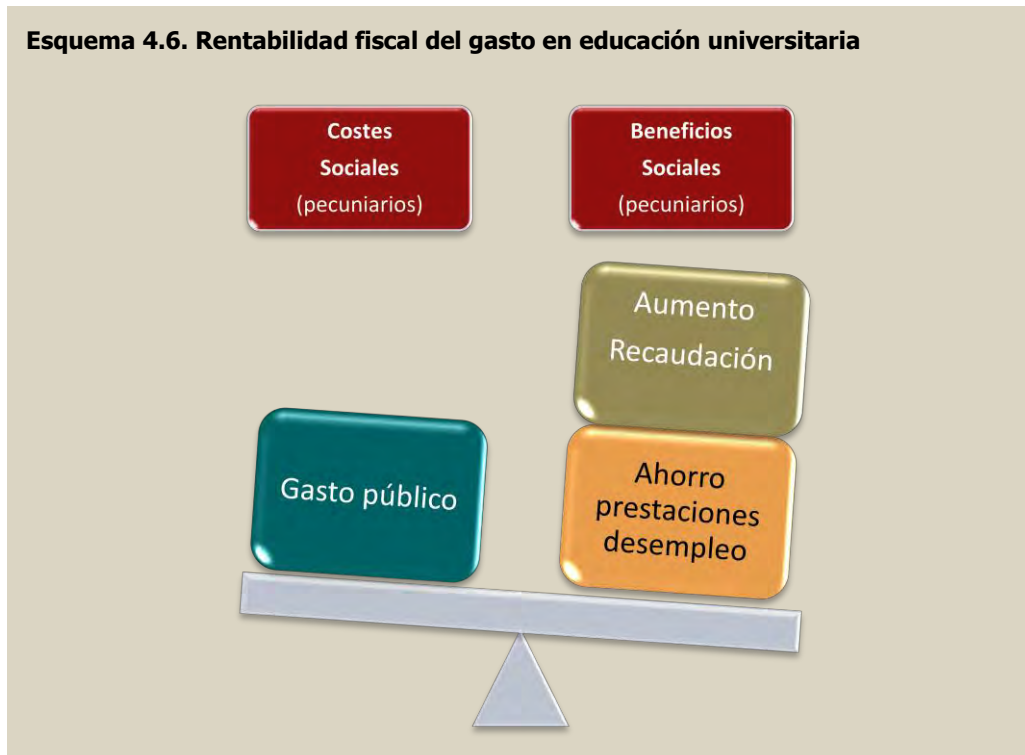 Esquema 4.6. Rentabilidad fiscal del gasto en educación universitaria
Costes
Sociales
(pecuniarios)
Beneficios
Sociales
(pecuniarios)
Aumento
Recaudación
Gasto público
Ahorro
prestaciones
desempleo